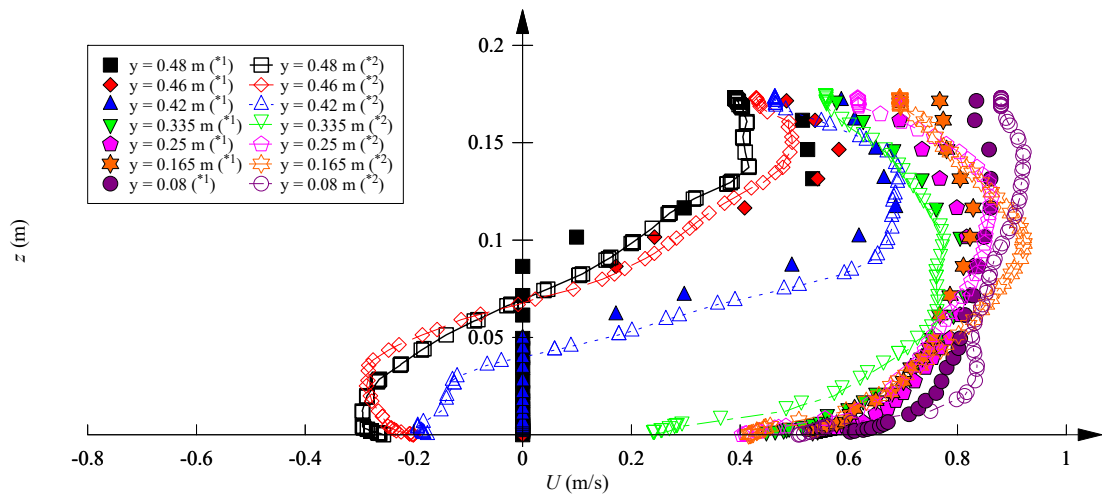 0.2
y = 0.48 m (*1) y = 0.48 m (*2)
y = 0.46 m (*1) y = 0.46 m (*2)
y = 0.42 m (*1) y = 0.42 m (*2)
y = 0.335 m (*1) y = 0.335 m (*2)
y = 0.25 m (*1) y = 0.25 m (*2)
y = 0.165 m (*1) y = 0.165 m (*2)
y = 0.08 (*1) y = 0.08 m (*2)
0.15
z (m)
0.1
0.05
-0.8 -0.6 -0.4 -0.2 0 0.2 0.4 0.6 0.8 1
U (m/s)